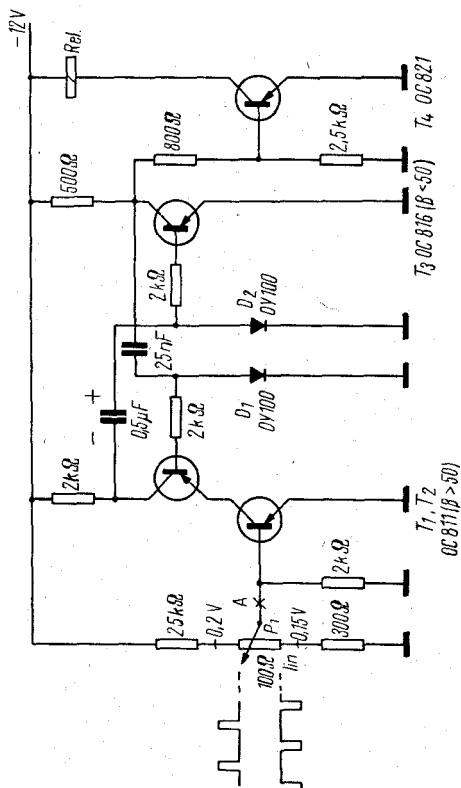 −12V
Rel.
500Ω
2kΩ
− +
0,5µF
25nF
800Ω
2kΩ
2kΩ
25kΩ
−0,2V
A
P1
100Ω
lin
−0,15V
300Ω
2kΩ
D1
OY100
D2
OY100
2,5kΩ
T1, T2
OC811 (β>50)
T3 OC816 (β<50)
T4 OC821